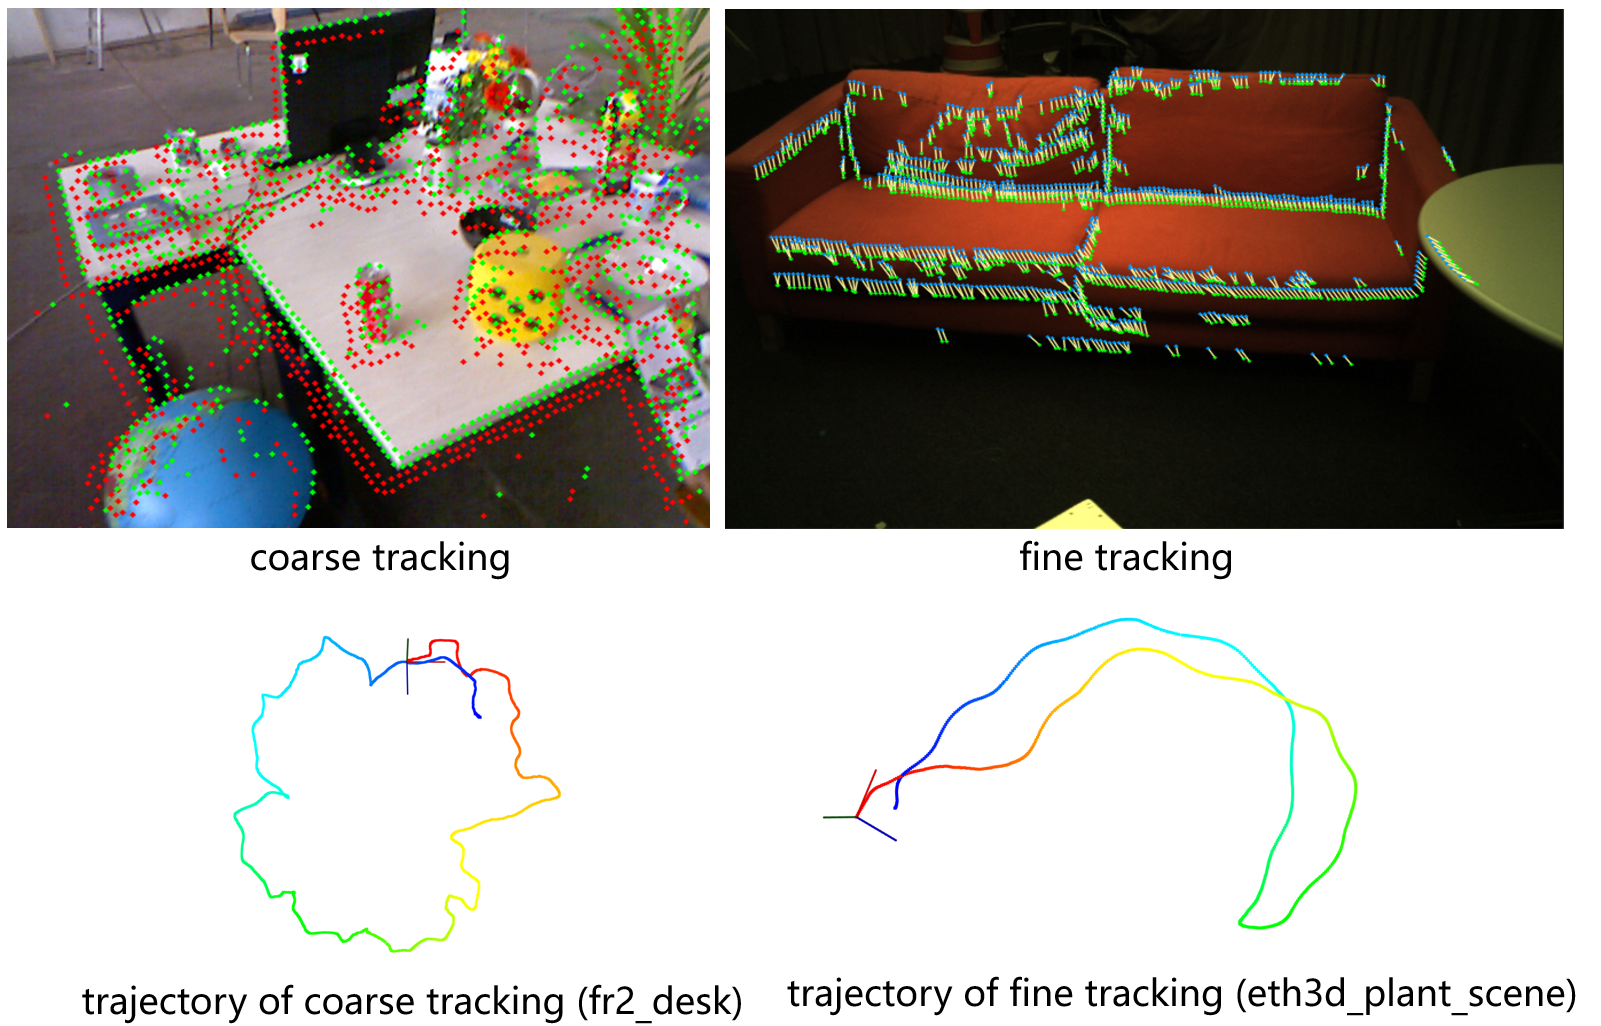 coarse tracking
fine tracking
trajectory of coarse tracking (fr2_desk)
trajectory of fine tracking (eth3d_plant_scene)